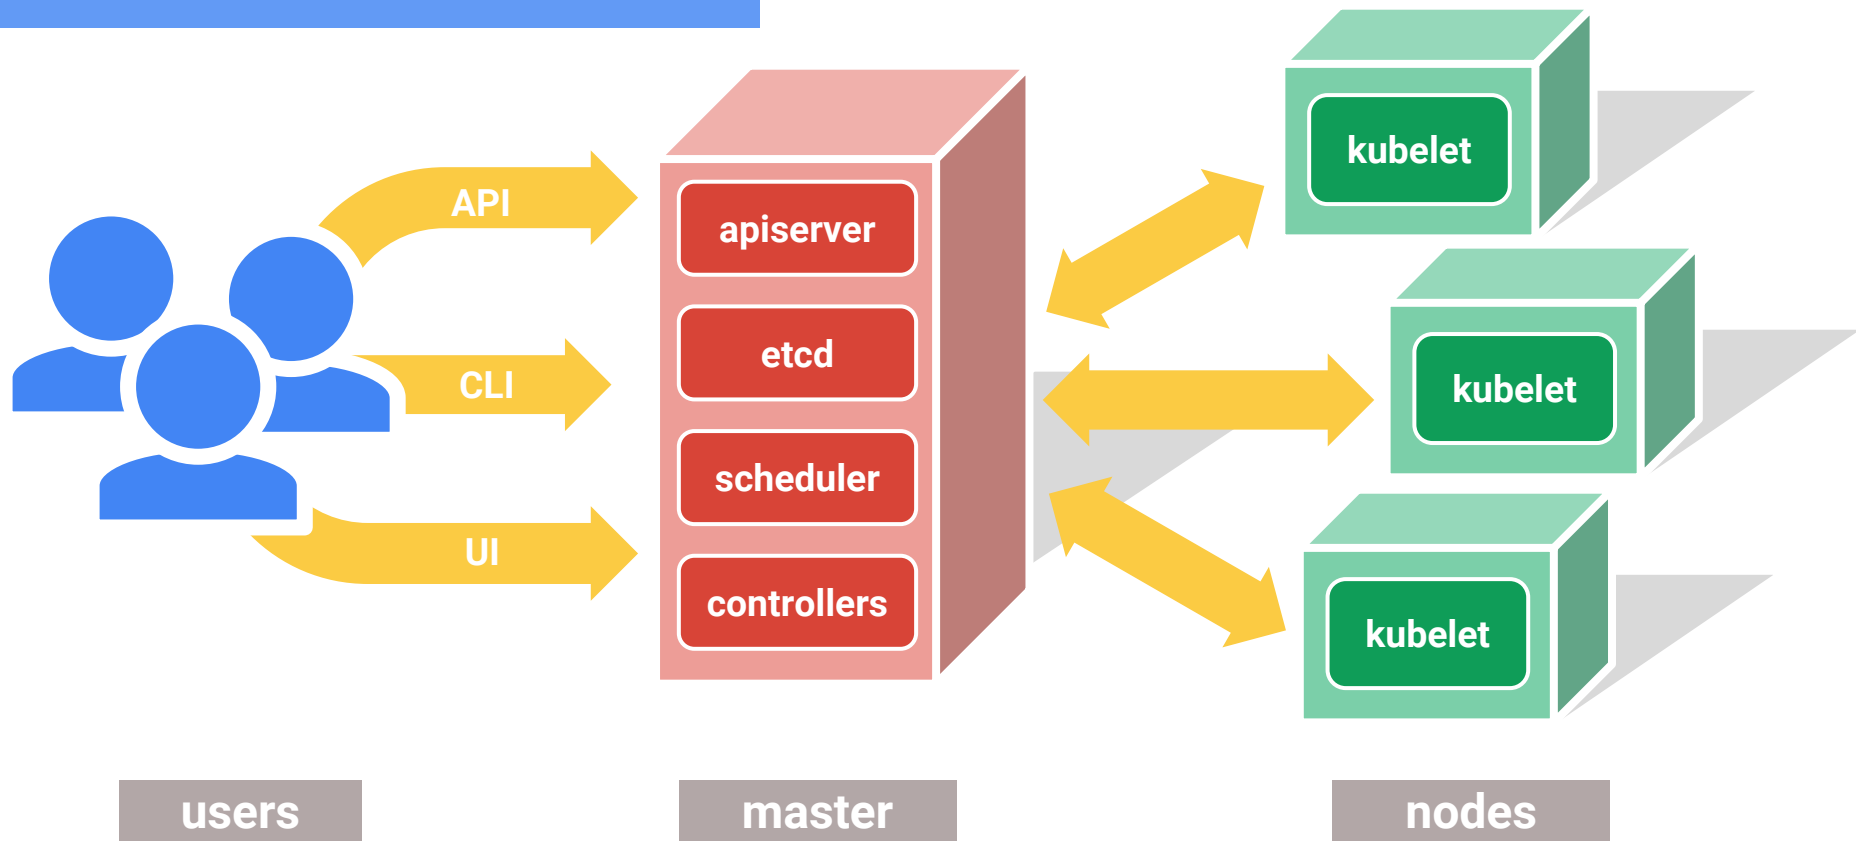 API
CLI
UI
apiserver
etcd
scheduler
controllers
kubelet
kubelet
kubelet
users
master
nodes